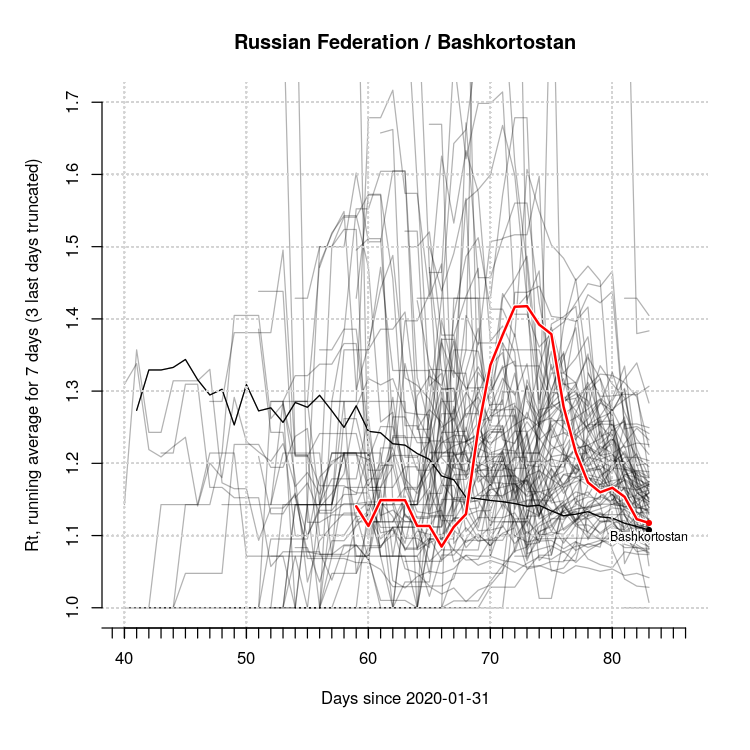 Russian Federation / Bashkortostan
Rt, running average for 7 days (3 last days truncated)
1.7
1.6
1.5
1.4
1.3
1.2
1.1
1.0
Bashkortostan
40 50 60 70 80
Days since 2020-01-31